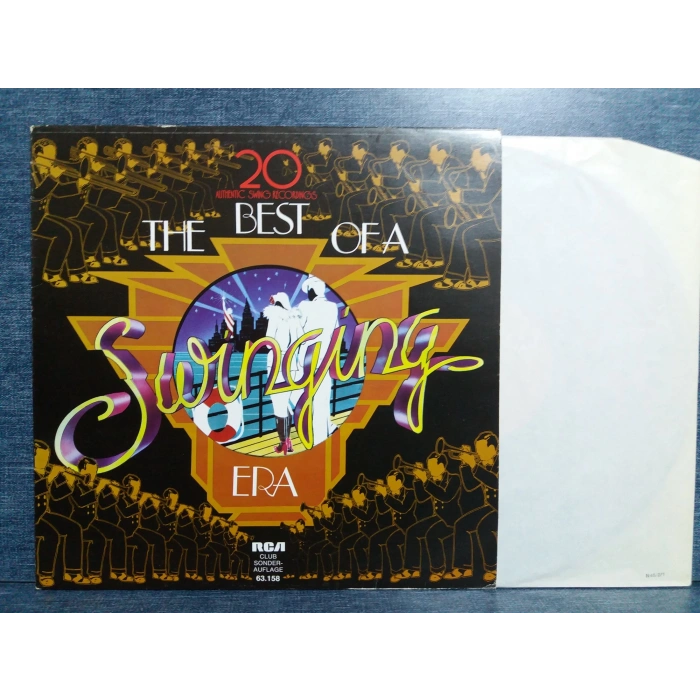 20
AUTHENTIC SWING RECORDINGS
THE BEST OF A
Swinging
ERA
RCA
CLUB
SONDER-
AUFLAGE
63.158